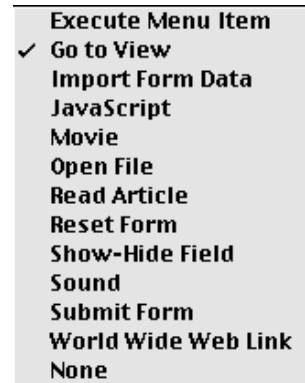 Execute Menu Item
✓ Go to View
Import Form Data
JavaScript
Movie
Open File
Read Article
Reset Form
Show-Hide Field
Sound
Submit Form
World Wide Web Link
None